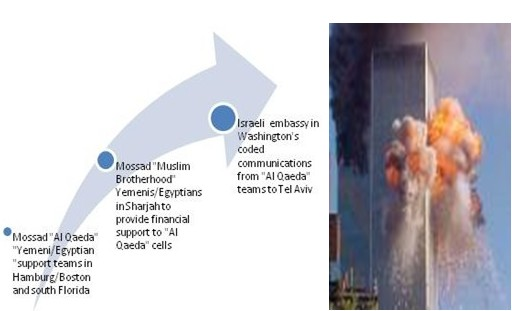 Mossad "Al Qaeda"
"Yemeni/Egyptian
"support teams in
Hamburg/Boston
and south Florida
Mossad "Muslim
Brotherhood"
Yemenis/Egyptians
in Sharjah to
provide financial
support to "Al
Qaeda" cells
Israeli embassy in
Washington's
coded
communications
from "Al Qaeda"
teams to Tel Aviv